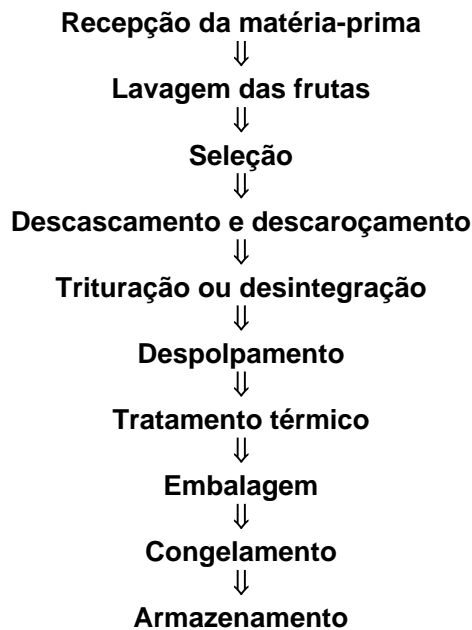 Recepção da matéria-prima
⇓
Lavagem das frutas
⇓
Seleção
⇓
Descascamento e descaroçamento
⇓
Trituração ou desintegração
⇓
Despolpamento
⇓
Tratamento térmico
⇓
Embalagem
⇓
Congelamento
⇓
Armazenamento